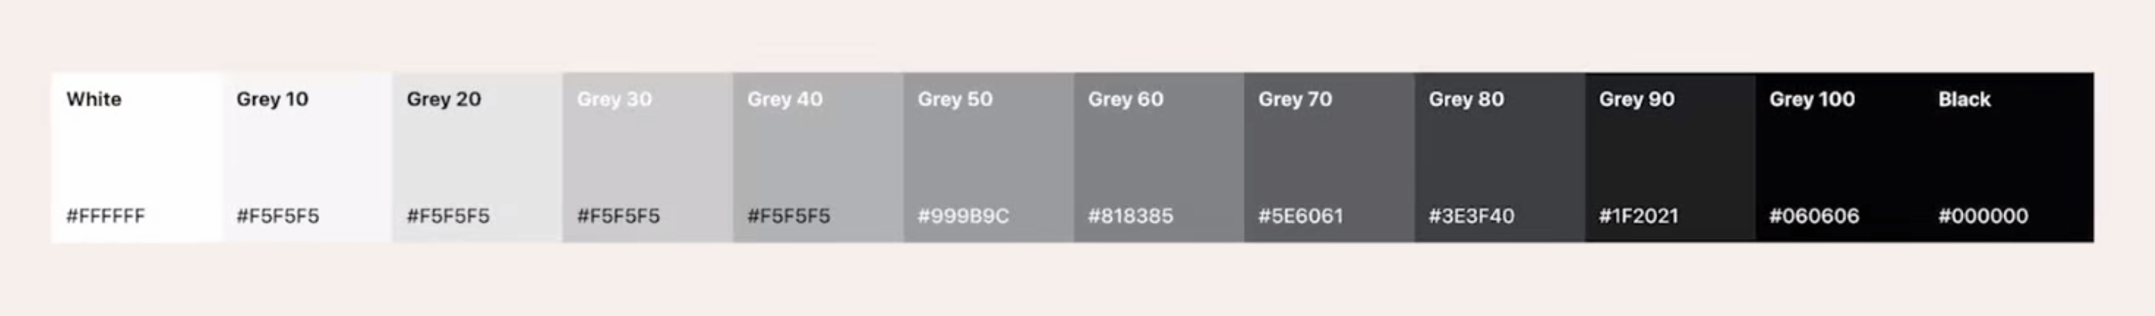 White
Grey 10
Grey 20
Grey 30
Grey 40
Grey 50
Grey 60
Grey 70
Grey 80
Grey 90
Grey 100
Black
#FFFFFF
#F5F5F5
#F5F5F5
#F5F5F5
#F5F5F5
#999B9C
#818385
#5E6061
#3E3F40
#1F2021
#060606
#000000